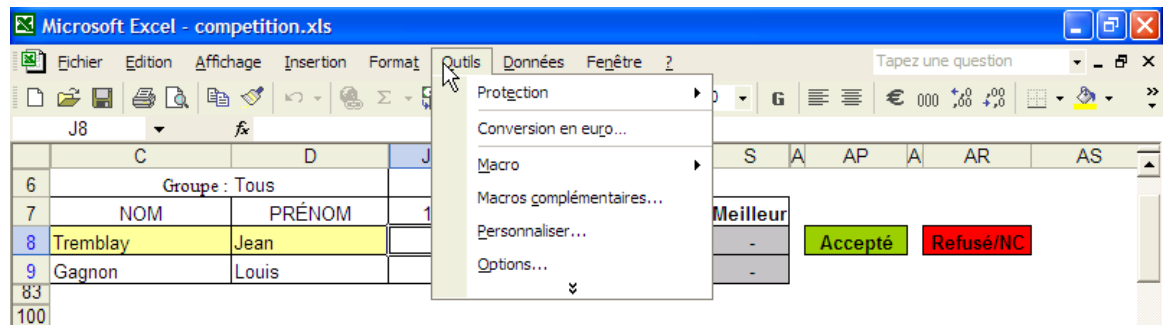 Microsoft Excel - competition.xls
Fichier Edition Affichage Insertion Format Outils Données Fenêtre ? Tapez une question
G € 000
J8 fx
C D J S A AP A AR AS
6 Groupe : Tous
7 NOM PRÉNOM 1 Meilleur
8 Tremblay Jean - Accepté Refusé/NC
9 Gagnon Louis -
83
100
Protection
Conversion en euro...
Macro
Macros complémentaires...
Personnaliser...
Options...